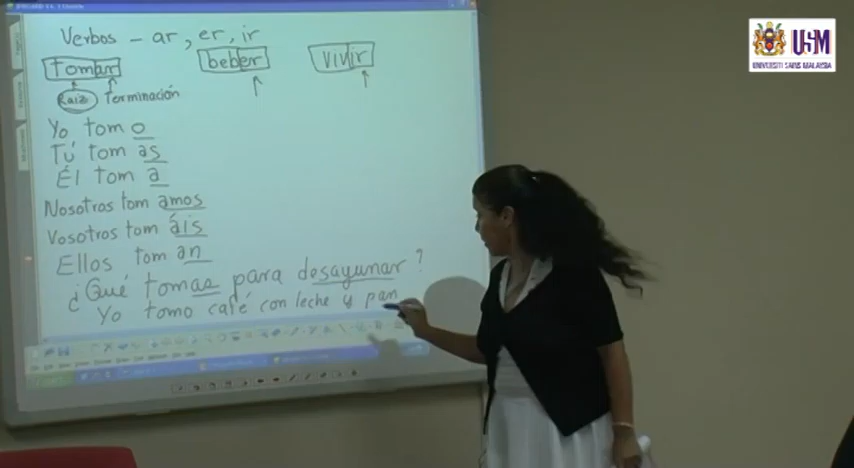 Verbos - ar, er, ir
Tomar beber vivir
Raíz Terminación
Yo tom o
Tú tom as
Él tom a
Nosotros tom amos
Vosotros tom áis
Ellos tom an
¿Qué tomas para desayunar?
Yo tomo café con leche y pan
USM
UNIVERSITI SAINS MALAYSIA